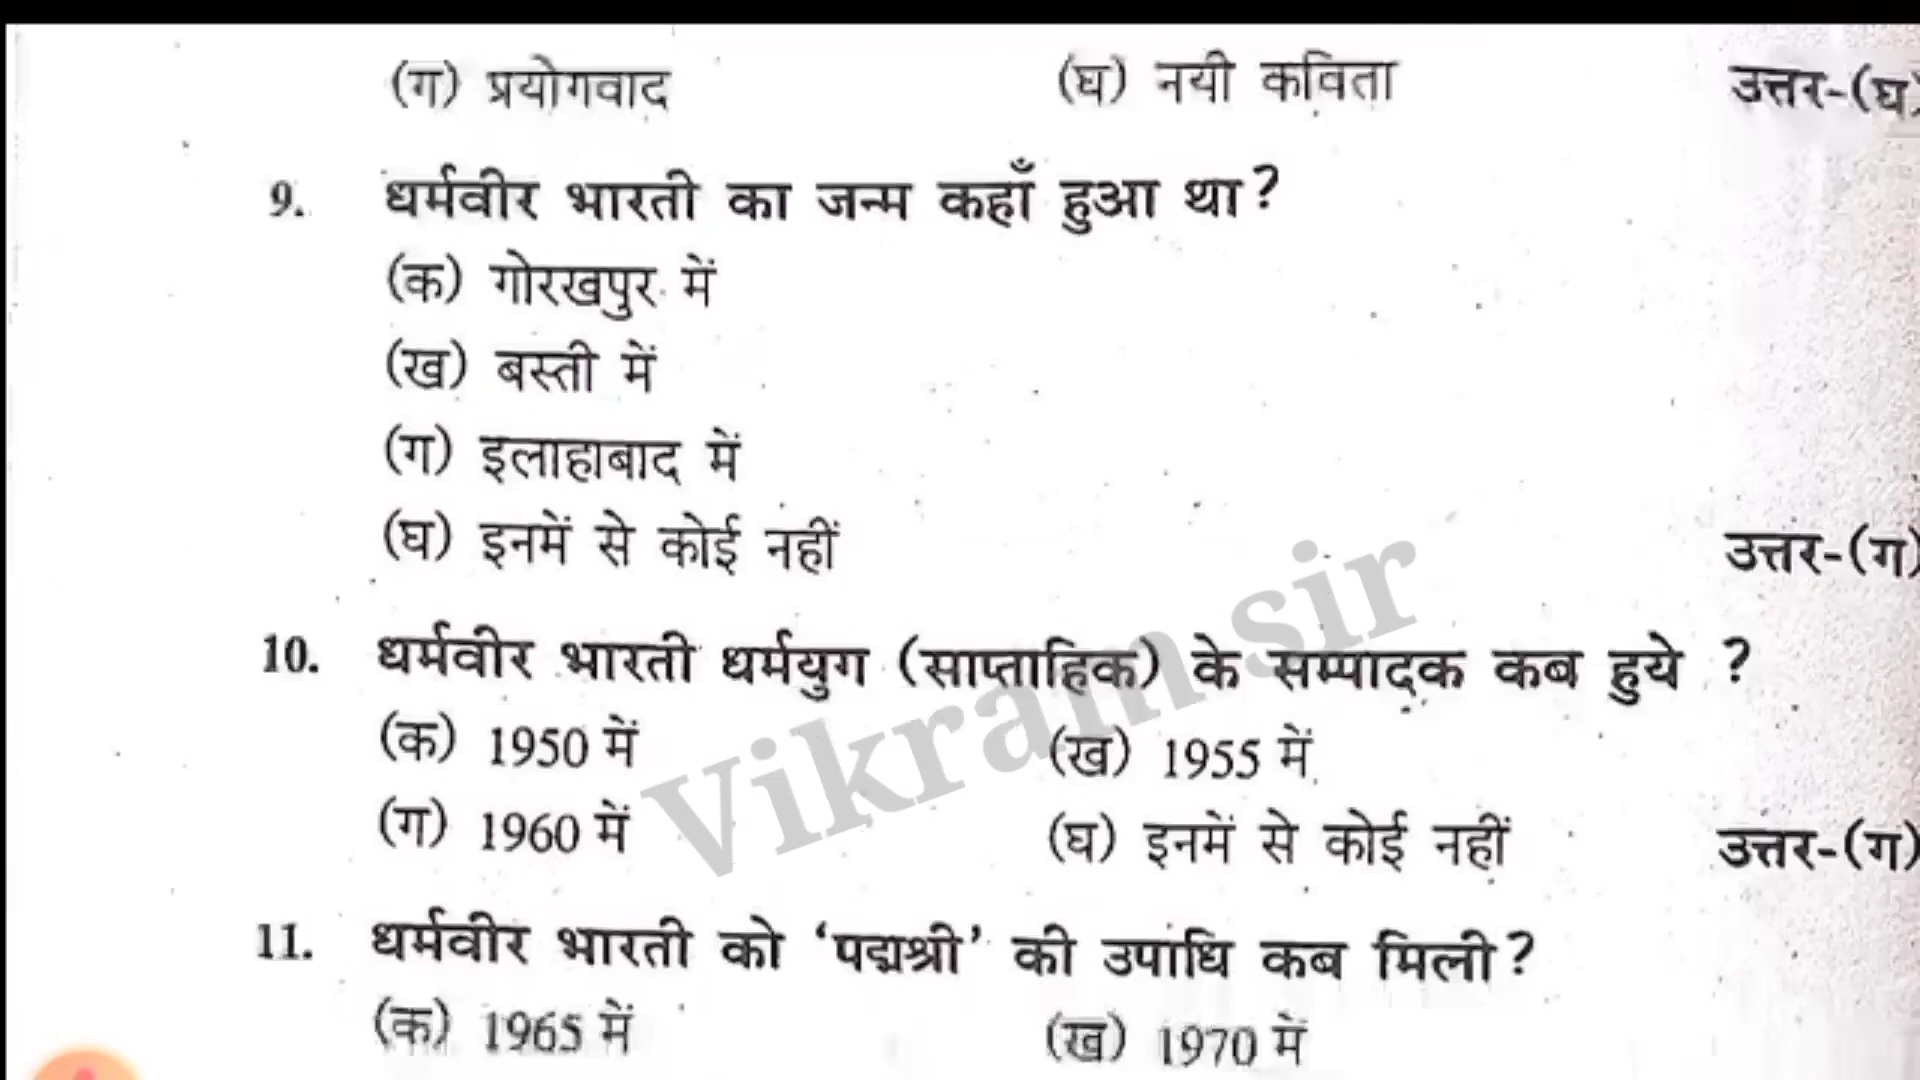 (ग) प्रयोगवाद (घ) नयी कविता उत्तर-(घ)
9. धर्मवीर भारती का जन्म कहाँ हुआ था?
(क) गोरखपुर में
(ख) बस्ती में
(ग) इलाहाबाद में
(घ) इनमें से कोई नहीं उत्तर-(ग)
10. धर्मवीर भारती धर्मयुग (साप्ताहिक) के सम्पादक कब हुये ?
(क) 1950 में (ख) 1955 में
(ग) 1960 में (घ) इनमें से कोई नहीं उत्तर-(ग)
Vikram sir
11. धर्मवीर भारती को ‘पद्मश्री’ की उपाधि कब मिली?
(क) 1965 में (ख) 1970 में